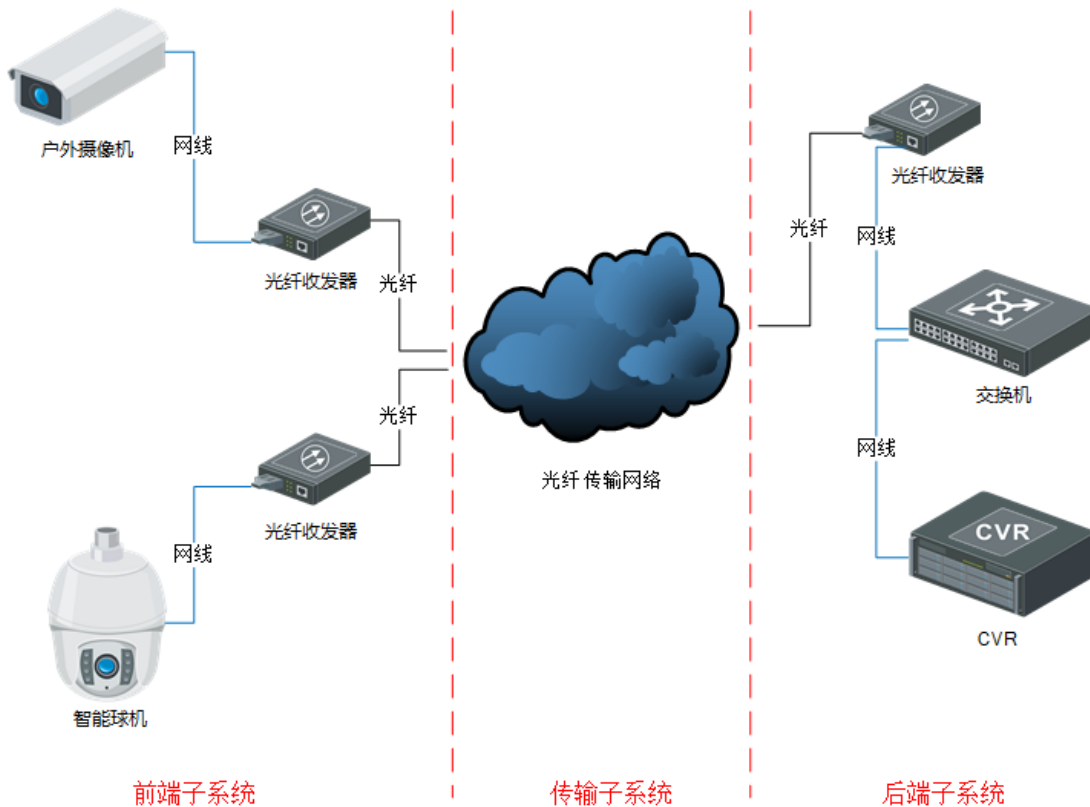 户外摄像机
网线
光纤收发器
光纤
光纤收发器
光纤
网线
交换机
光纤
网线
光纤传输网络
光纤收发器
网线
CVR
CVR
智能球机
前端子系统
传输子系统
后端子系统